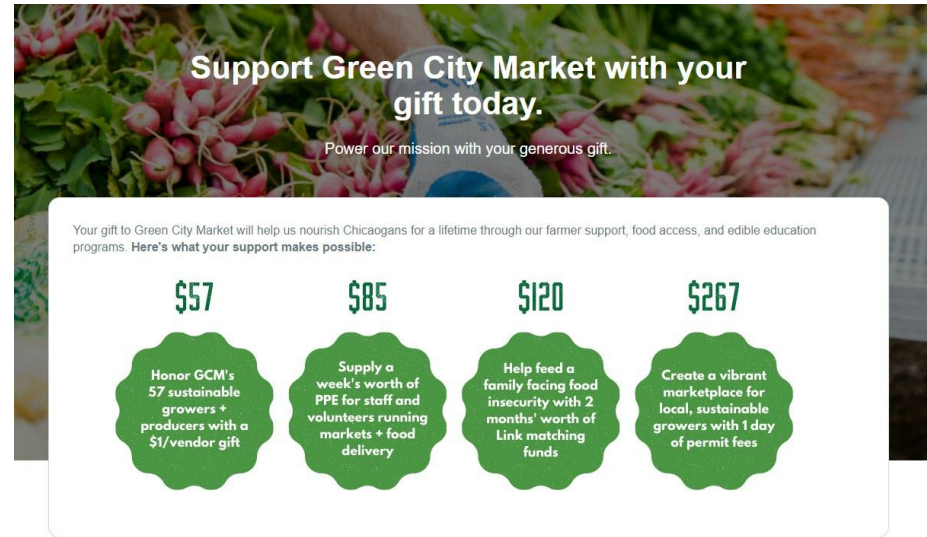 Support Green City Market with your
gift today.
Power our mission with your generous gift.
Your gift to Green City Market will help us nourish Chicaogans for a lifetime through our farmer support, food access, and edible education
programs. Here's what your support makes possible:
$57
$85
$120
$267
Honor GCM's
57 sustainable
growers +
producers with a
$1/vendor gift
Supply a
week's worth of
PPE for staff and
volunteers running
markets + food
delivery
Help feed a
family facing food
insecurity with 2
months' worth of
Link matching
funds
Create a vibrant
marketplace for
local, sustainable
growers with 1 day
of permit fees